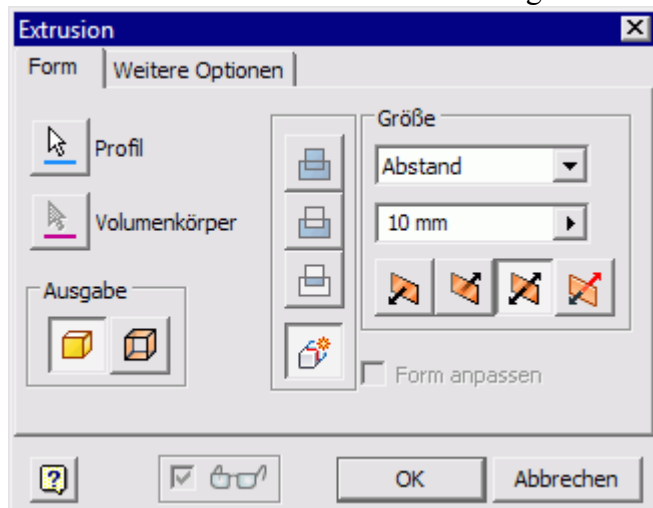 Extrusion
Form
Weitere Optionen
Profil
Volumenkörper
Ausgabe
Größe
Abstand
10 mm
Form anpassen
OK
Abbrechen